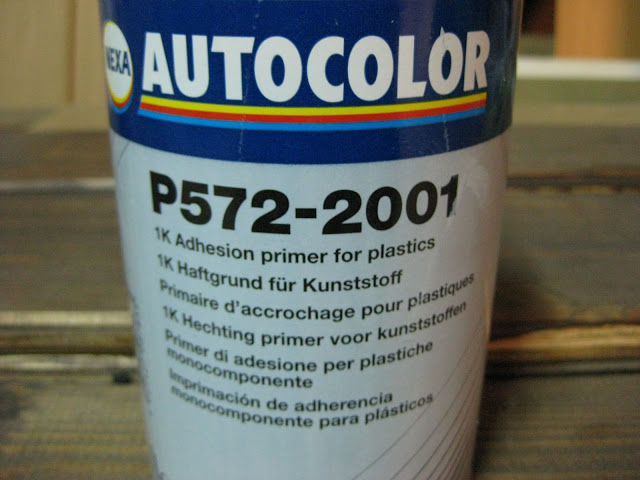 NEXA
AUTOCOLOR
P572-2001
1K Adhesion primer for plastics
1K Haftgrund für Kunststoff
Primaire d'accrochage pour plastiques
1K Hechting primer voor kunststoffen
Primer di adesione per plastiche
monocomponente
Imprimación de adherencia
monocomponente para plásticos